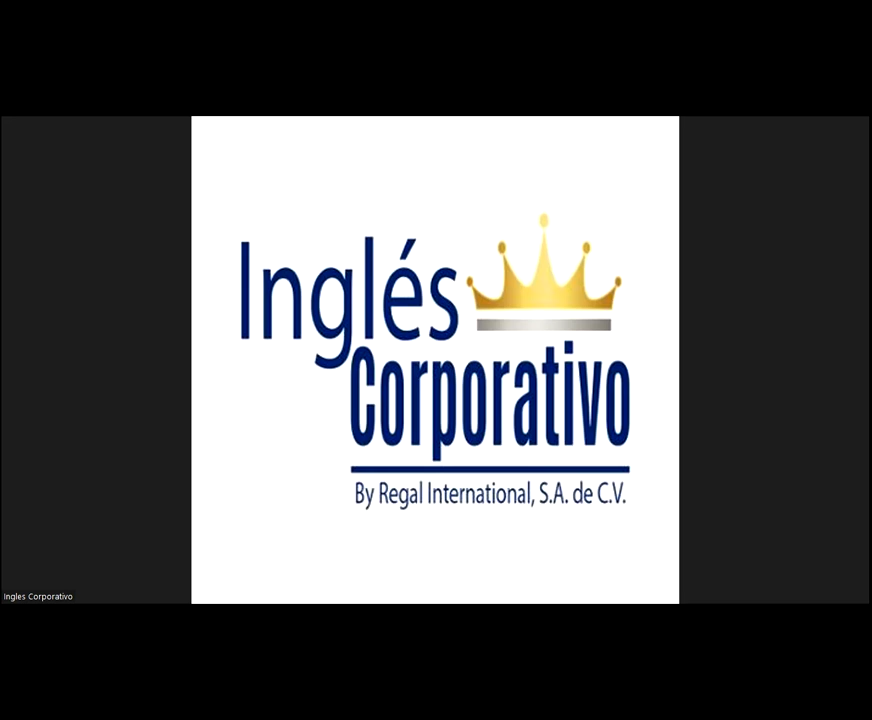 Inglés
Corporativo
By Regal International, S.A. de C.V.
Ingles Corporativo